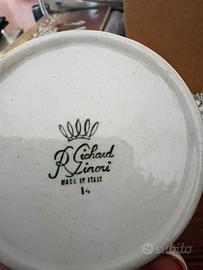 Richard
Ginori
MADE IN ITALY
14
subito